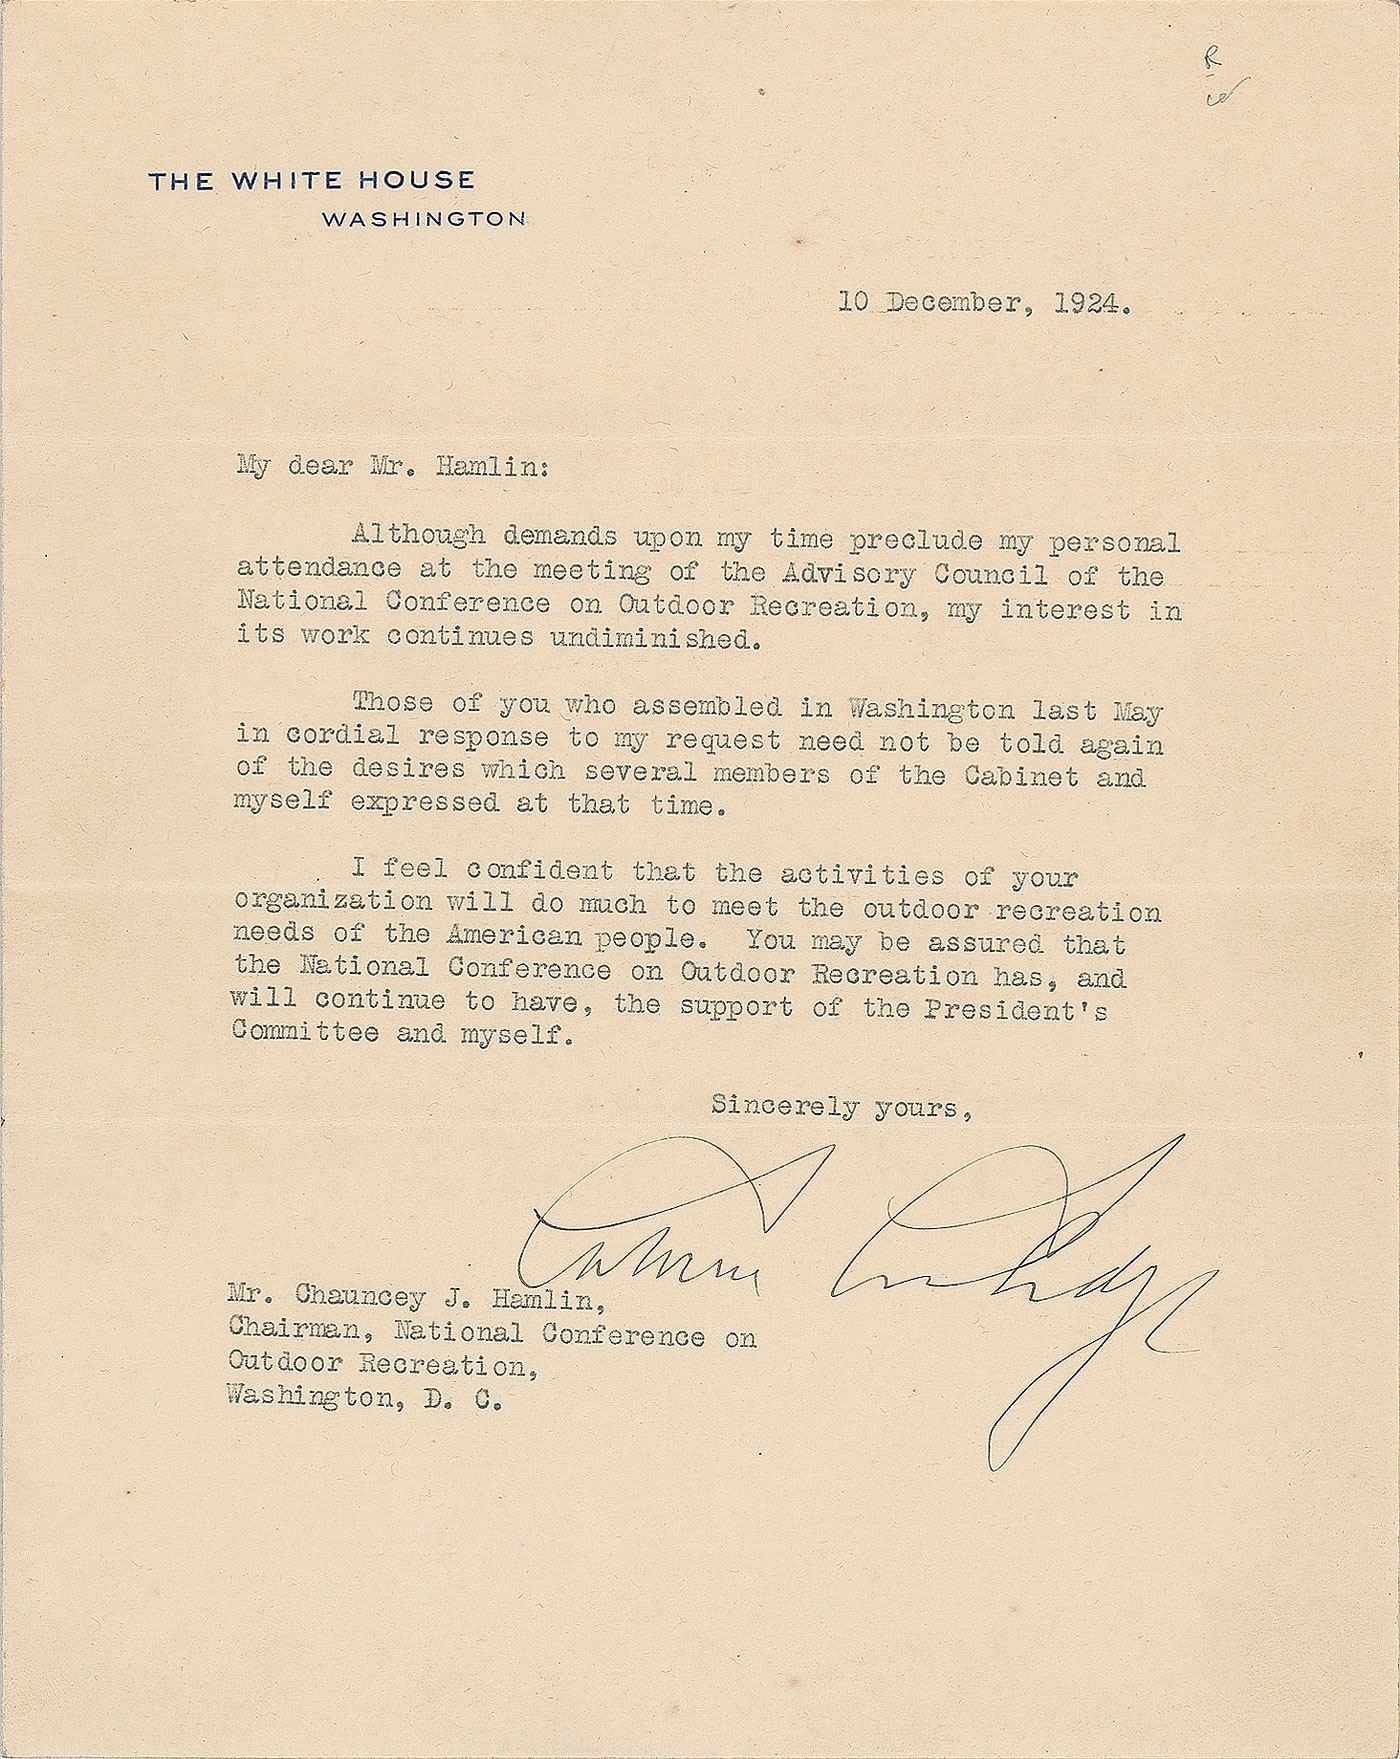 THE WHITE HOUSE
WASHINGTON
10 December, 1924.
My dear Mr. Hamlin:
Although demands upon my time preclude my personal
attendance at the meeting of the Advisory Council of the
National Conference on Outdoor Recreation, my interest in
its work continues undiminished.
Those of you who assembled in Washington last May
in cordial response to my request need not be told again
of the desires which several members of the Cabinet and
myself expressed at that time.
I feel confident that the activities of your
organization will do much to meet the outdoor recreation
needs of the American people. You may be assured that
the National Conference on Outdoor Recreation has, and
will continue to have, the support of the President's
Committee and myself.
Sincerely yours,
Calvin Coolidge
Mr. Chauncey J. Hamlin,
Chairman, National Conference on
Outdoor Recreation,
Washington, D. C.